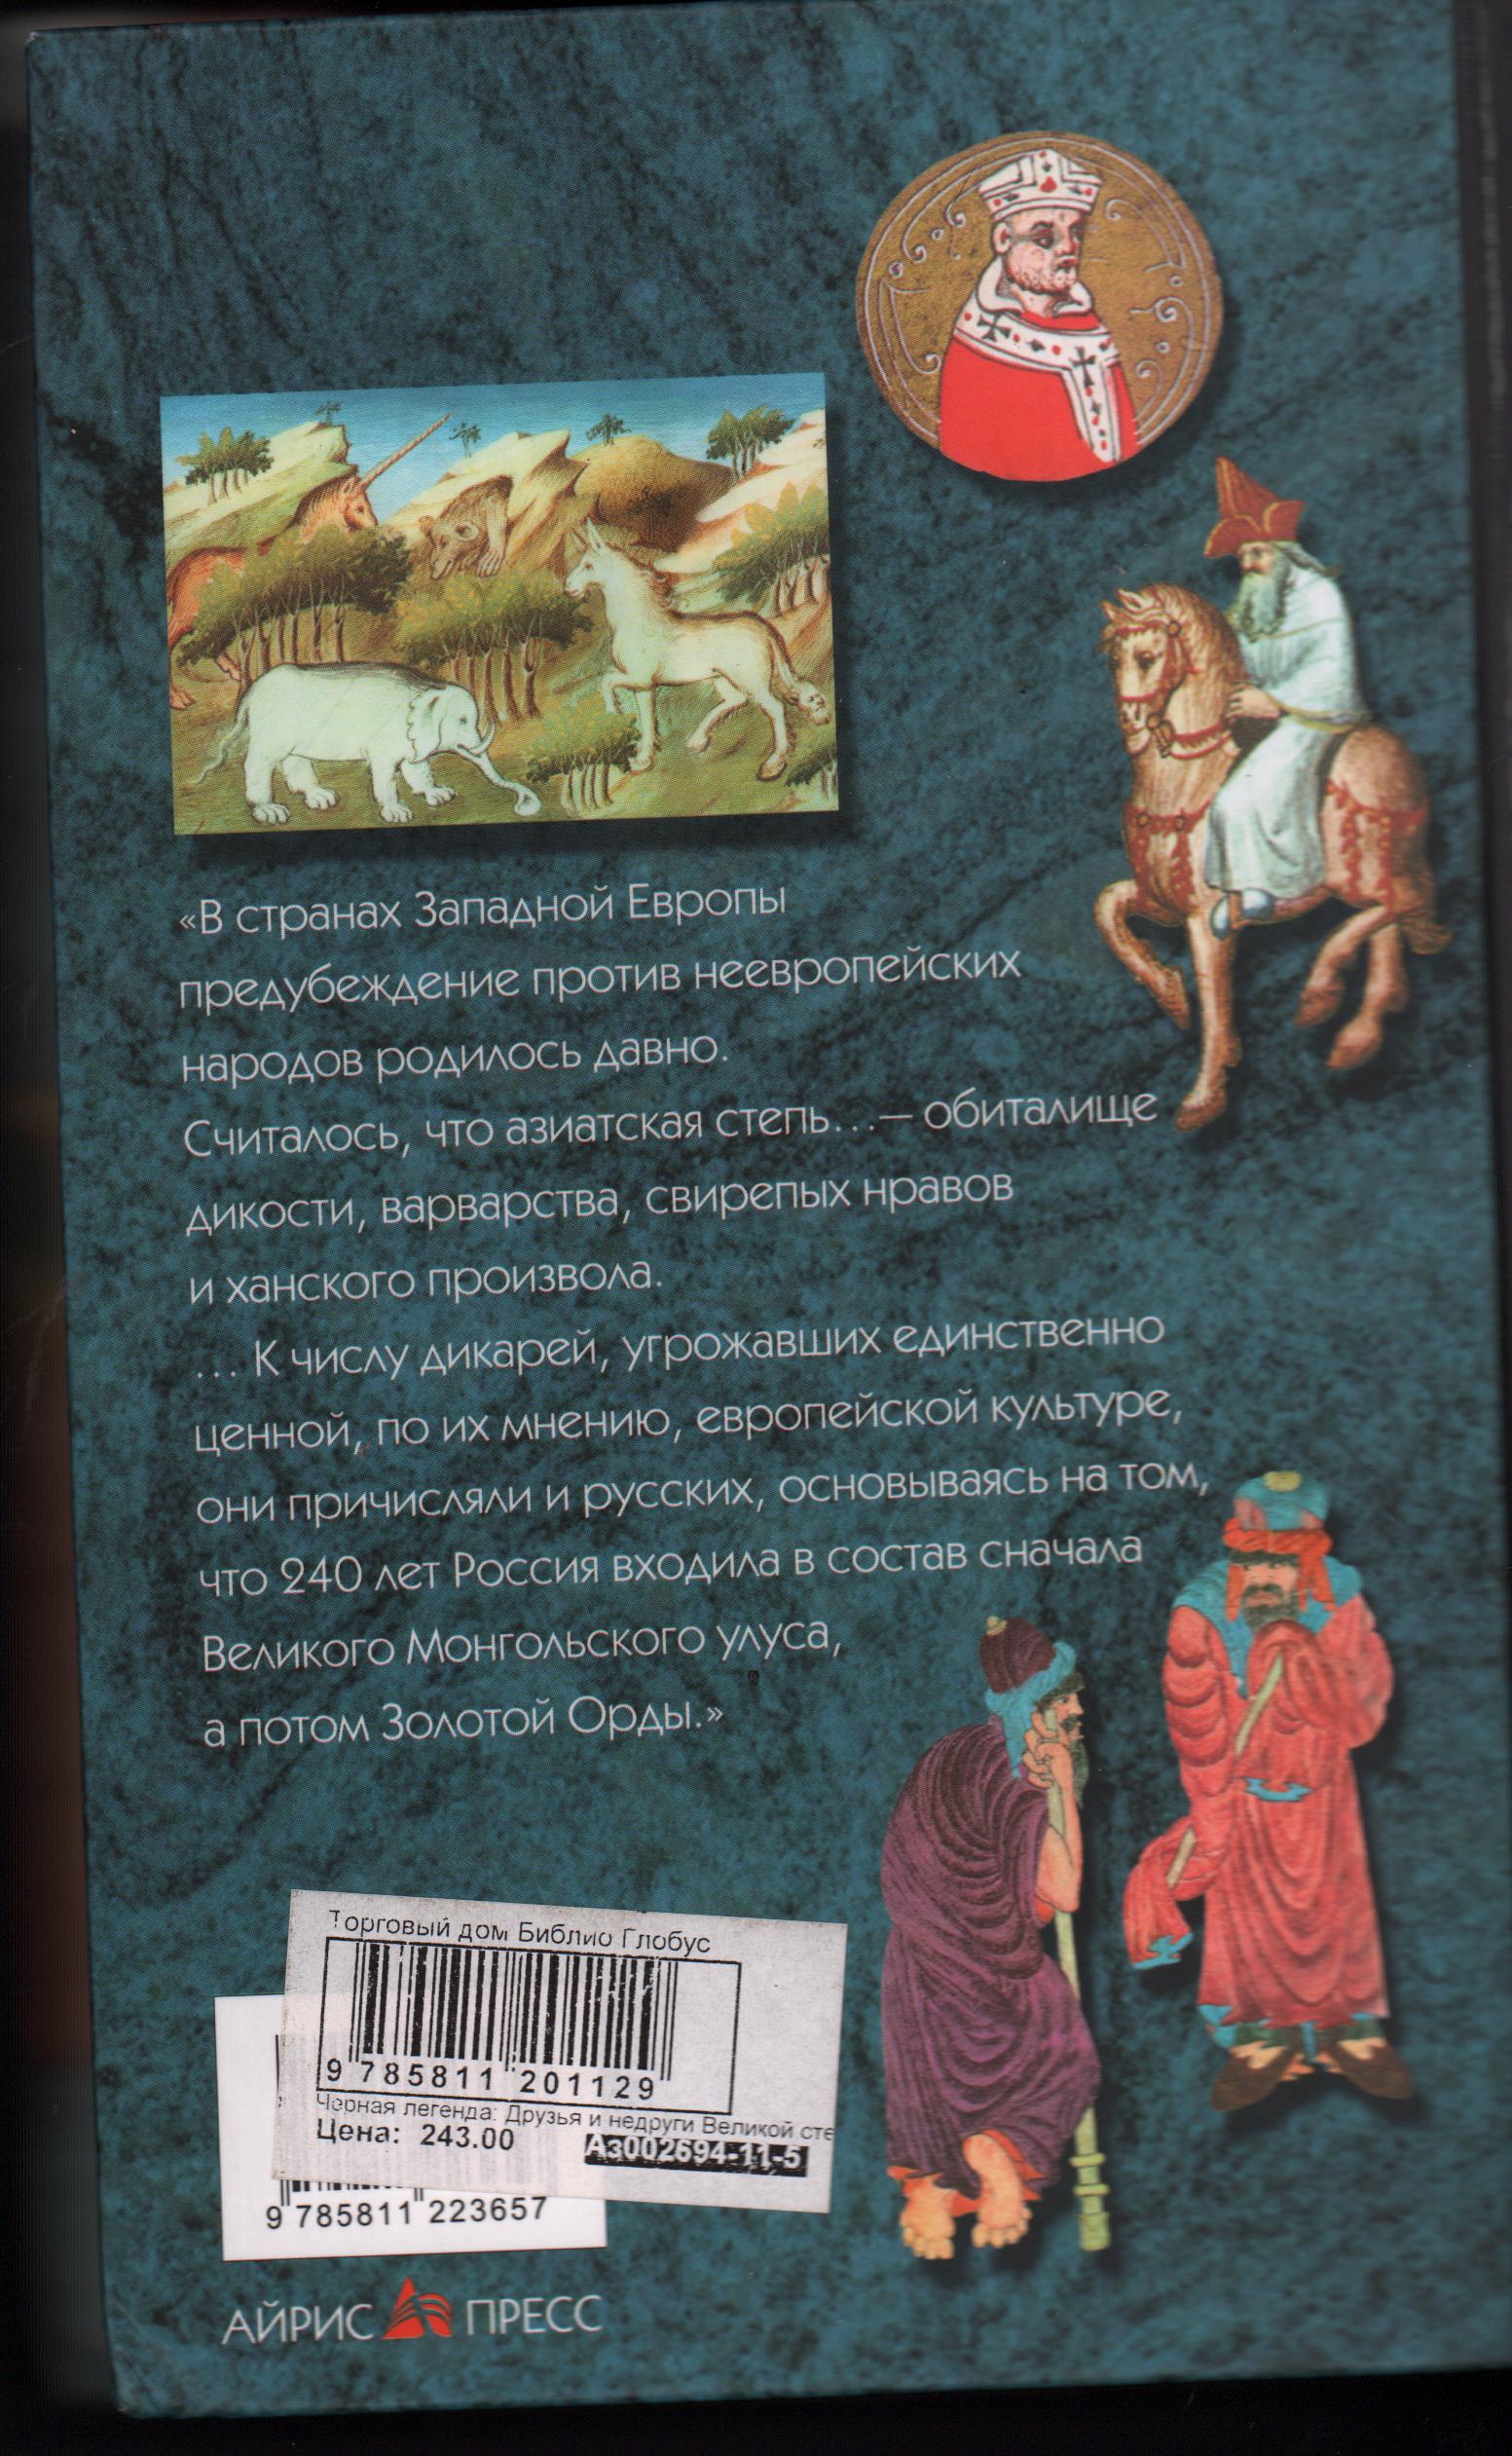 «В странах Западной Европы
предубеждение против неевропейских
народов родилось давно.
Считалось, что азиатская степь...— обиталище
дикости, варварства, свирепых нравов
и ханского произвола.
... К числу дикарей, угрожавших единственно
ценной, по их мнению, европейской культуре,
они причисляли и русских, основываясь на том,
что 240 лет Россия входила в состав сначала
Великого Монгольского улуса,
а потом Золотой Орды.»
Торговый дом Библио Глобус
9 785811 201129
Черная легенда: Друзья и недруги Великой сте
Цена: 243.00
А3002694-11-5
9 785811 223657
АЙРИС ПРЕСС